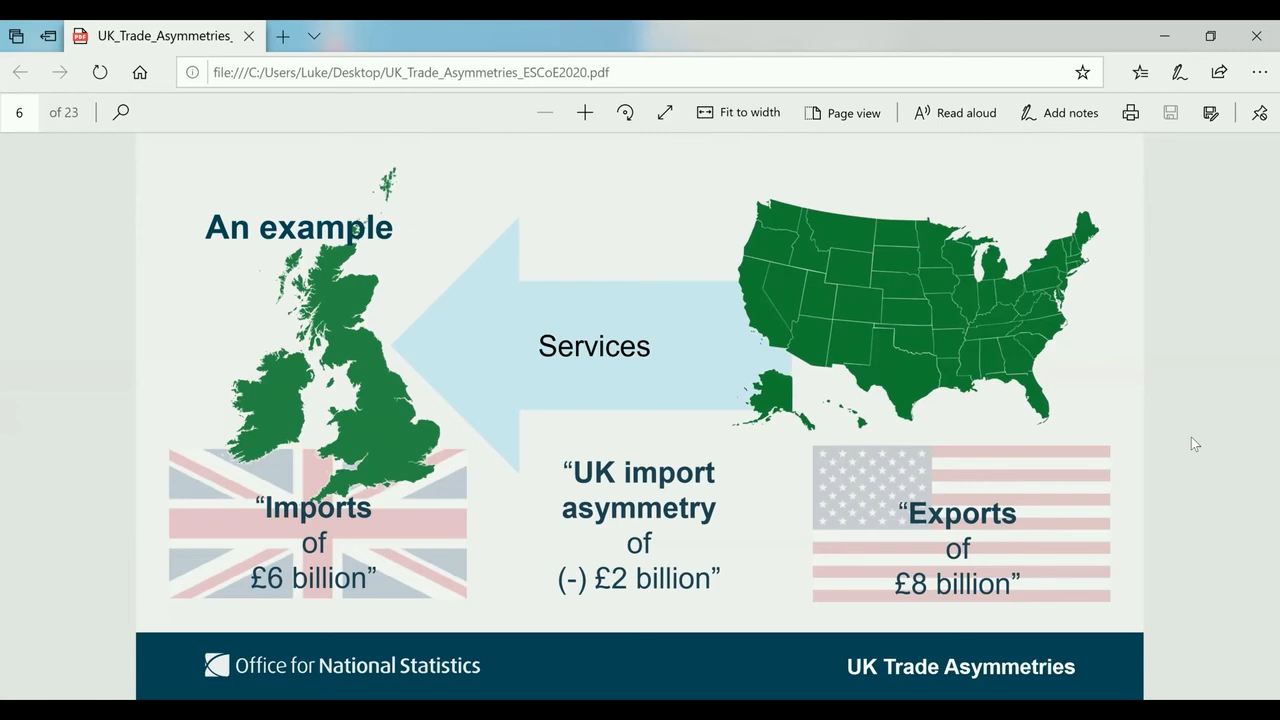 UK_Trade_Asymmetries_
file:///C:/Users/Luke/Desktop/UK_Trade_Asymmetries_ESCoE2020.pdf
6 of 23
Fit to width
Page view
Read aloud
Add notes
An example
Services
“Imports
of
£6 billion”
“UK import
asymmetry
of
(-) £2 billion”
“Exports
of
£8 billion”
Office for National Statistics
UK Trade Asymmetries